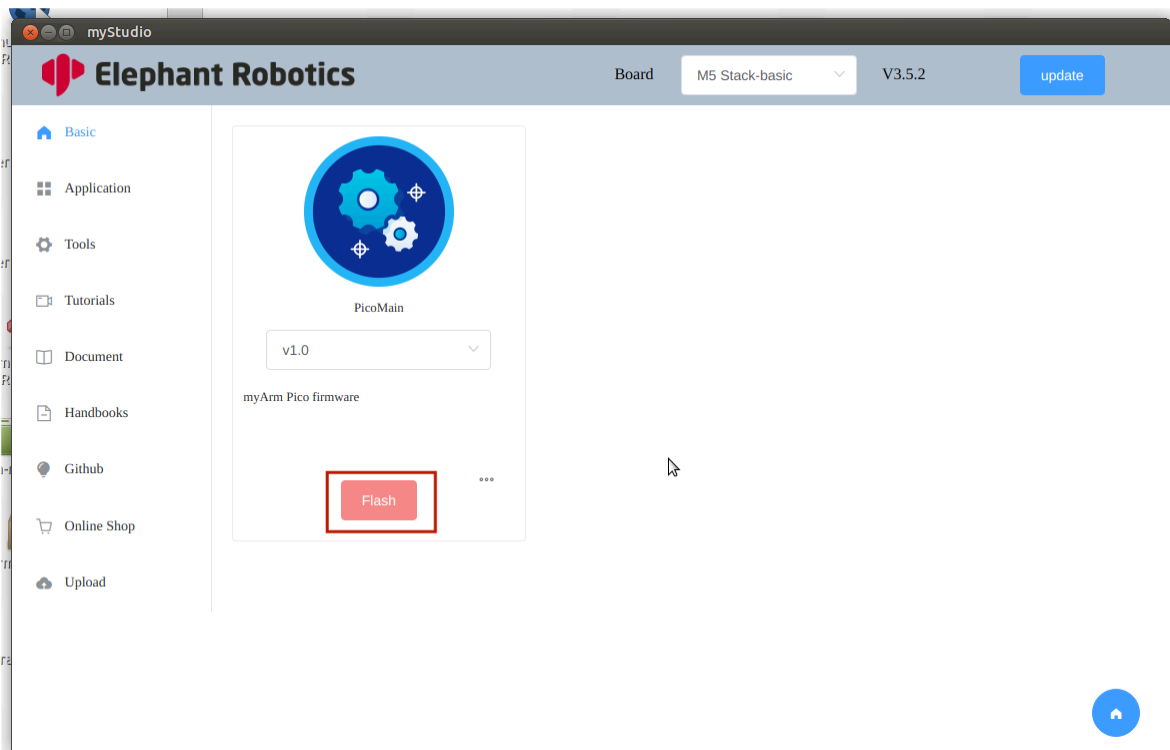 myStudio
Elephant Robotics
Board
M5 Stack-basic
V3.5.2
update
Basic
Application
Tools
Tutorials
Document
Handbooks
Github
Online Shop
Upload
PicoMain
v1.0
myArm Pico firmware
Flash